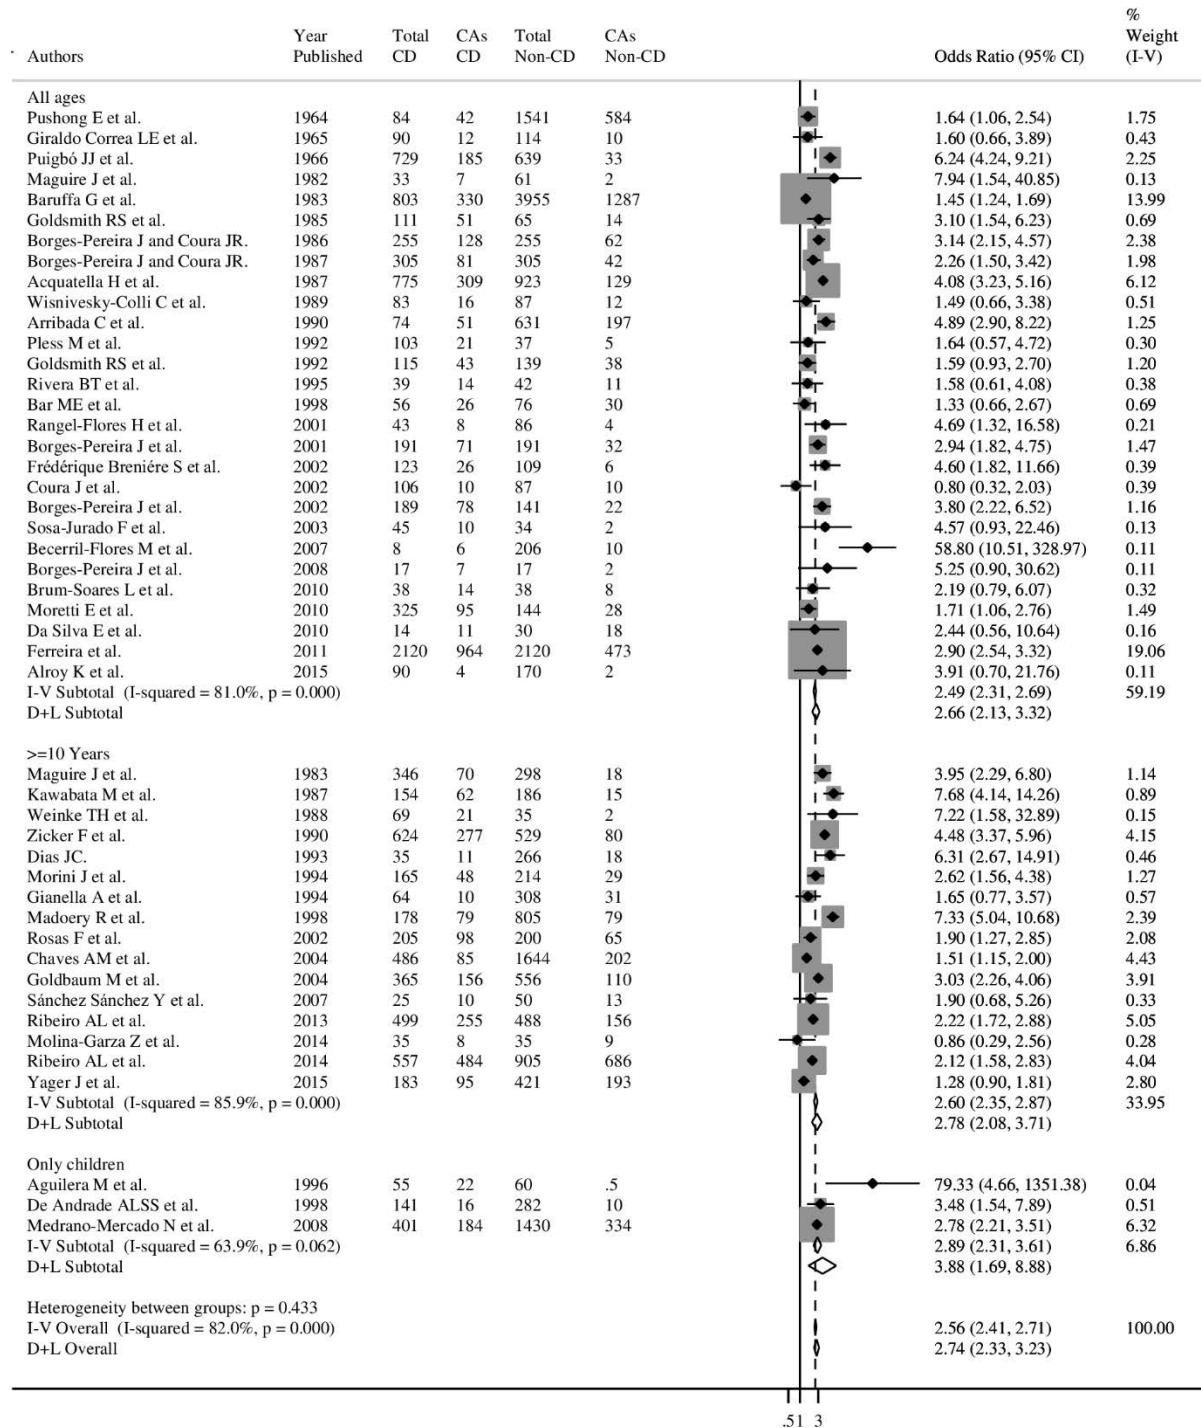 %
Year Total CAs Total CAs Weight
Authors Published CD CD Non-CD Non-CD Odds Ratio (95% CI) (I-V)
All ages
Pushong E et al. 1964 84 42 1541 584 1.64 (1.06, 2.54) 1.75
Giraldo Correa LE et al. 1965 90 12 114 10 1.60 (0.66, 3.89) 0.43
Puigbó JJ et al. 1966 729 185 639 33 6.24 (4.24, 9.21) 2.25
Maguire J et al. 1982 33 7 61 2 7.94 (1.54, 40.85) 0.13
Baruffa G et al. 1983 803 330 3955 1287 1.45 (1.24, 1.69) 13.99
Goldsmith RS et al. 1985 111 51 65 14 3.10 (1.54, 6.23) 0.69
Borges-Pereira J and Coura JR. 1986 255 128 255 62 3.14 (2.15, 4.57) 2.38
Borges-Pereira J and Coura JR. 1987 305 81 305 42 2.26 (1.50, 3.42) 1.98
Acquatella H et al. 1987 775 309 923 129 4.08 (3.23, 5.16) 6.12
Wisnivesky-Colli C et al. 1989 83 16 87 12 1.49 (0.66, 3.38) 0.51
Arribada C et al. 1990 74 51 631 197 4.89 (2.90, 8.22) 1.25
Pless M et al. 1992 103 21 37 5 1.64 (0.57, 4.72) 0.30
Goldsmith RS et al. 1992 115 43 139 38 1.59 (0.93, 2.70) 1.20
Rivera BT et al. 1995 39 14 42 11 1.58 (0.61, 4.08) 0.38
Bar ME et al. 1998 56 26 76 30 1.33 (0.66, 2.67) 0.69
Rangel-Flores H et al. 2001 43 8 86 4 4.69 (1.32, 16.58) 0.21
Borges-Pereira J et al. 2001 191 71 191 32 2.94 (1.82, 4.75) 1.47
Frédérique Breniére S et al. 2002 123 26 109 6 4.60 (1.82, 11.66) 0.39
Coura J et al. 2002 106 10 87 10 0.80 (0.32, 2.03) 0.39
Borges-Pereira J et al. 2002 189 78 141 22 3.80 (2.22, 6.52) 1.16
Sosa-Jurado F et al. 2003 45 10 34 2 4.57 (0.93, 22.46) 0.13
Becerril-Flores M et al. 2007 8 6 206 10 58.80 (10.51, 328.97) 0.11
Borges-Pereira J et al. 2008 17 7 17 2 5.25 (0.90, 30.62) 0.11
Brum-Soares L et al. 2010 38 14 38 8 2.19 (0.79, 6.07) 0.32
Moretti E et al. 2010 325 95 144 28 1.71 (1.06, 2.76) 1.49
Da Silva E et al. 2010 14 11 30 18 2.44 (0.56, 10.64) 0.16
Ferreira et al. 2011 2120 964 2120 473 2.90 (2.54, 3.32) 19.06
Alroy K et al. 2015 90 4 170 2 3.91 (0.70, 21.76) 0.11
I-V Subtotal (I-squared = 81.0%, p = 0.000) 2.49 (2.31, 2.69) 59.19
D+L Subtotal 2.66 (2.13, 3.32)
>=10 Years
Maguire J et al. 1983 346 70 298 18 3.95 (2.29, 6.80) 1.14
Kawabata M et al. 1987 154 62 186 15 7.68 (4.14, 14.26) 0.89
Weinke TH et al. 1988 69 21 35 2 7.22 (1.58, 32.89) 0.15
Zicker F et al. 1990 624 277 529 80 4.48 (3.37, 5.96) 4.15
Dias JC. 1993 35 11 266 18 6.31 (2.67, 14.91) 0.46
Morini J et al. 1994 165 48 214 29 2.62 (1.56, 4.38) 1.27
Gianella A et al. 1994 64 10 308 31 1.65 (0.77, 3.57) 0.57
Madoery R et al. 1998 178 79 805 79 7.33 (5.04, 10.68) 2.39
Rosas F et al. 2002 205 98 200 65 1.90 (1.27, 2.85) 2.08
Chaves AM et al. 2004 486 85 1644 202 1.51 (1.15, 2.00) 4.43
Goldbaum M et al. 2004 365 156 556 110 3.03 (2.26, 4.06) 3.91
Sánchez Sánchez Y et al. 2007 25 10 50 13 1.90 (0.68, 5.26) 0.33
Ribeiro AL et al. 2013 499 255 488 156 2.22 (1.72, 2.88) 5.05
Molina-Garza Z et al. 2014 35 8 35 9 0.86 (0.29, 2.56) 0.28
Ribeiro AL et al. 2014 557 484 905 686 2.12 (1.58, 2.83) 4.04
Yager J et al. 2015 183 95 421 193 1.28 (0.90, 1.81) 2.80
I-V Subtotal (I-squared = 85.9%, p = 0.000) 2.60 (2.35, 2.87) 33.95
D+L Subtotal 2.78 (2.08, 3.71)
Only children
Aguilera M et al. 1996 55 22 60 .5 79.33 (4.66, 1351.38) 0.04
De Andrade ALSS et al. 1998 141 16 282 10 3.48 (1.54, 7.89) 0.51
Medrano-Mercado N et al. 2008 401 184 1430 334 2.78 (2.21, 3.51) 6.32
I-V Subtotal (I-squared = 63.9%, p = 0.062) 2.89 (2.31, 3.61) 6.86
D+L Subtotal 3.88 (1.69, 8.88)
Heterogeneity between groups: p = 0.433
I-V Overall (I-squared = 82.0%, p = 0.000) 2.56 (2.41, 2.71) 100.00
D+L Overall 2.74 (2.33, 3.23)
.5 1 3